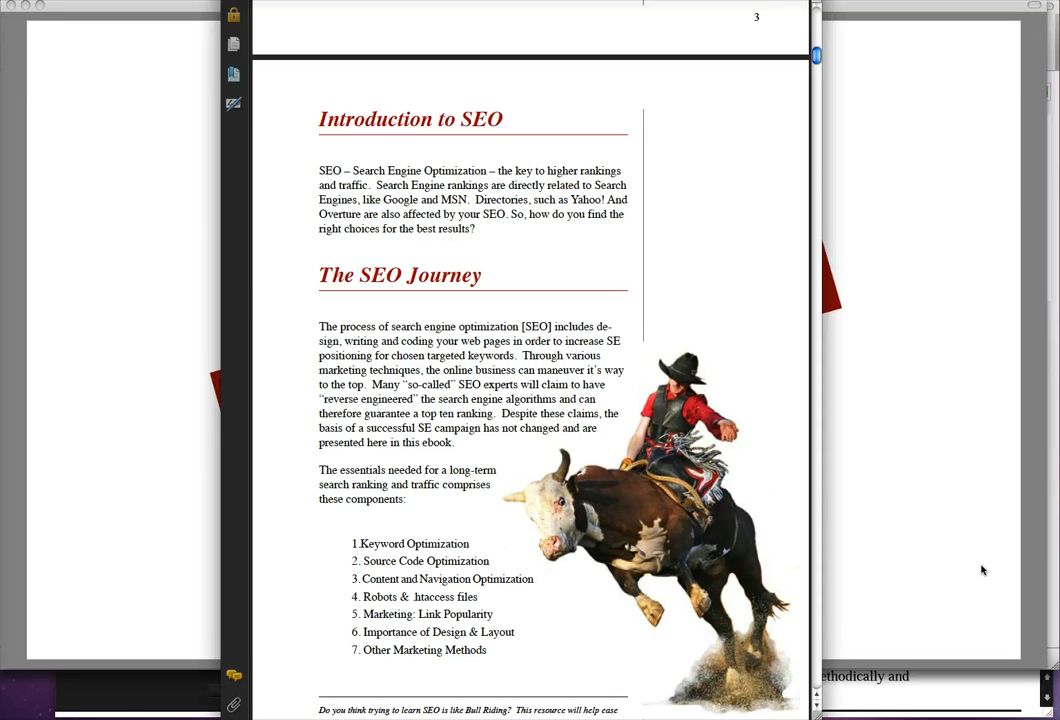 3
Introduction to SEO
SEO – Search Engine Optimization – the key to higher rankings
and traffic.  Search Engine rankings are directly related to Search
Engines, like Google and MSN.  Directories, such as Yahoo! And
Overture are also affected by your SEO. So, how do you find the
right choices for the best results?
The SEO Journey
The process of search engine optimization [SEO] includes de-
sign, writing and coding your web pages in order to increase SE
positioning for chosen targeted keywords.  Through various
marketing techniques, the online business can maneuver it's way
to the top.  Many "so-called" SEO experts will claim to have
"reverse engineered" the search engine algorithms and can
therefore guarantee a top ten ranking.  Despite these claims, the
basis of a successful SE campaign has not changed and are
presented here in this ebook.
The essentials needed for a long-term
search ranking and traffic comprises
these components:
1.Keyword Optimization
2. Source Code Optimization
3. Content and Navigation Optimization
4. Robots & .htaccess files
5. Marketing: Link Popularity
6. Importance of Design & Layout
7. Other Marketing Methods
ethodically and
Do you think trying to learn SEO is like Bull Riding?  This resource will help ease